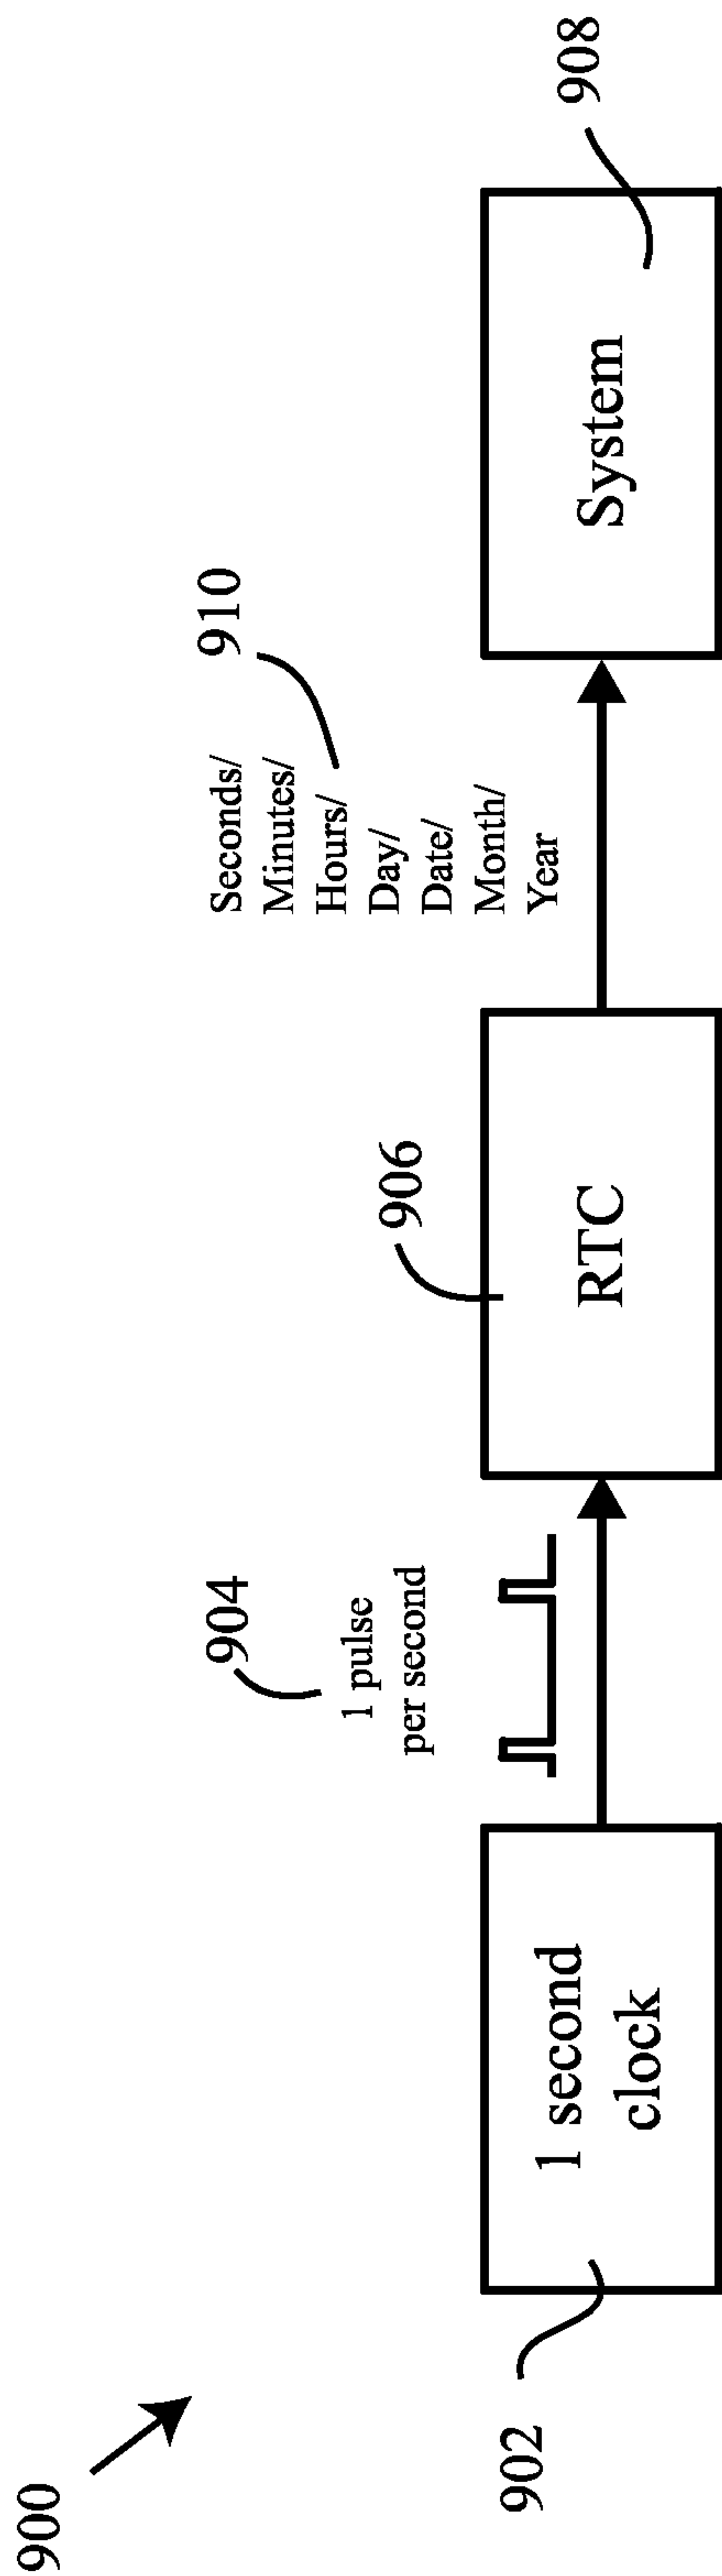 900
902
1 second
clock
904
1 pulse
per second
906
RTC
910
Seconds/
Minutes/
Hours/
Day/
Date/
Month/
Year
System
908